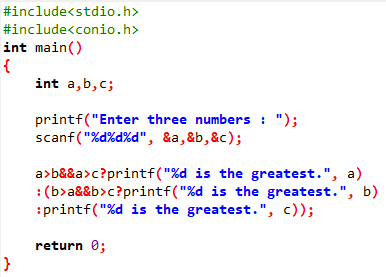 #include<stdio.h>
#include<conio.h>
int main()
{
int a,b,c;
printf("Enter three numbers : ");
scanf("%d%d%d", &a,&b,&c);
a>b&&a>c?printf("%d is the greatest.", a)
:(b>a&&b>c?printf("%d is the greatest.", b)
:printf("%d is the greatest.", c));
return 0;
}